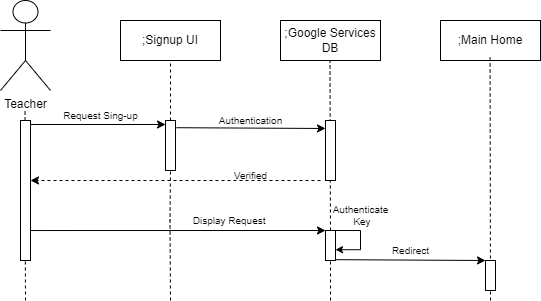 ;Signup UI
;Google Services
DB
;Main Home
Teacher
Request Sing-up
Authentication
Verified
Display Request
Authenticate
Key
Redirect